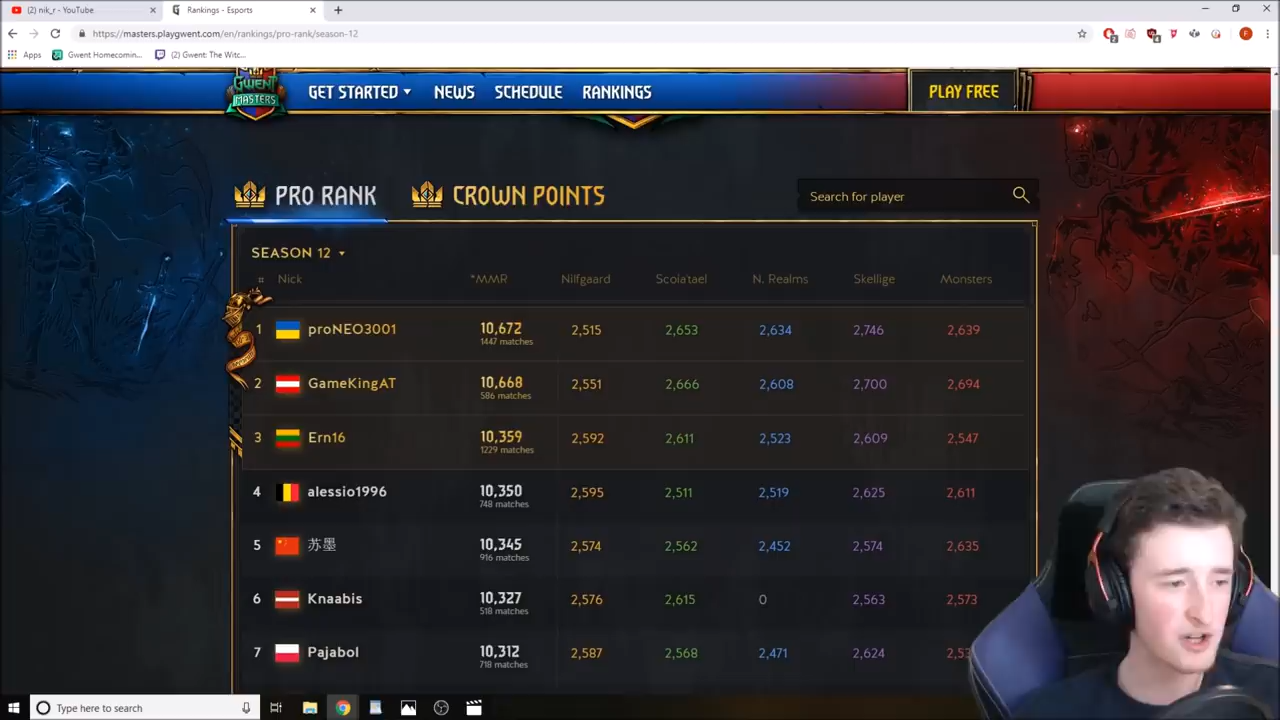 (2) nik_r - YouTube
Rankings - Esports
https://masters.playgwent.com/en/rankings/pro-rank/season-12
Apps
Gwent Homecomin...
(2) Gwent: The Witc...
GWENT MASTERS
GET STARTED
NEWS
SCHEDULE
RANKINGS
PLAY FREE
PRO RANK
CROWN POINTS
Search for player
SEASON 12
# Nick *MMR Nilfgaard Scoia'tael N. Realms Skellige Monsters
1 proNEO3001 10,672 2,515 2,653 2,634 2,746 2,639
1447 matches
2 GameKingAT 10,668 2,551 2,666 2,608 2,700 2,694
586 matches
3 Ern16 10,359 2,592 2,611 2,523 2,609 2,547
1229 matches
4 alessio1996 10,350 2,595 2,511 2,519 2,625 2,611
748 matches
5 苏墨 10,345 2,574 2,562 2,452 2,574 2,635
916 matches
6 Knaabis 10,327 2,576 2,615 0 2,563 2,573
518 matches
7 Pajabol 10,312 2,587 2,568 2,471 2,624
718 matches
Type here to search